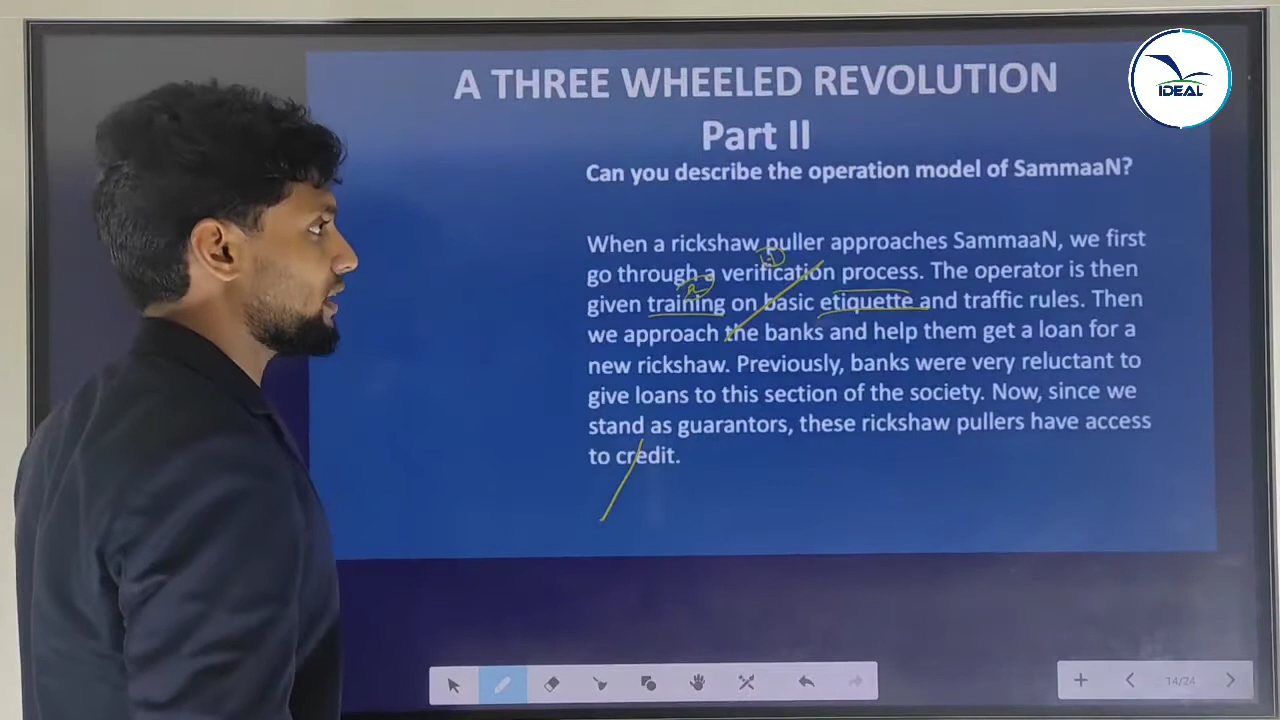 A THREE WHEELED REVOLUTION
IDEAL
Part II
Can you describe the operation model of SammaaN?
When a rickshaw puller approaches SammaaN, we first
go through a verification process. The operator is then
given training on basic etiquette and traffic rules. Then
we approach the banks and help them get a loan for a
new rickshaw. Previously, banks were very reluctant to
give loans to this section of the society. Now, since we
stand as guarantors, these rickshaw pullers have access
to credit.
14/24